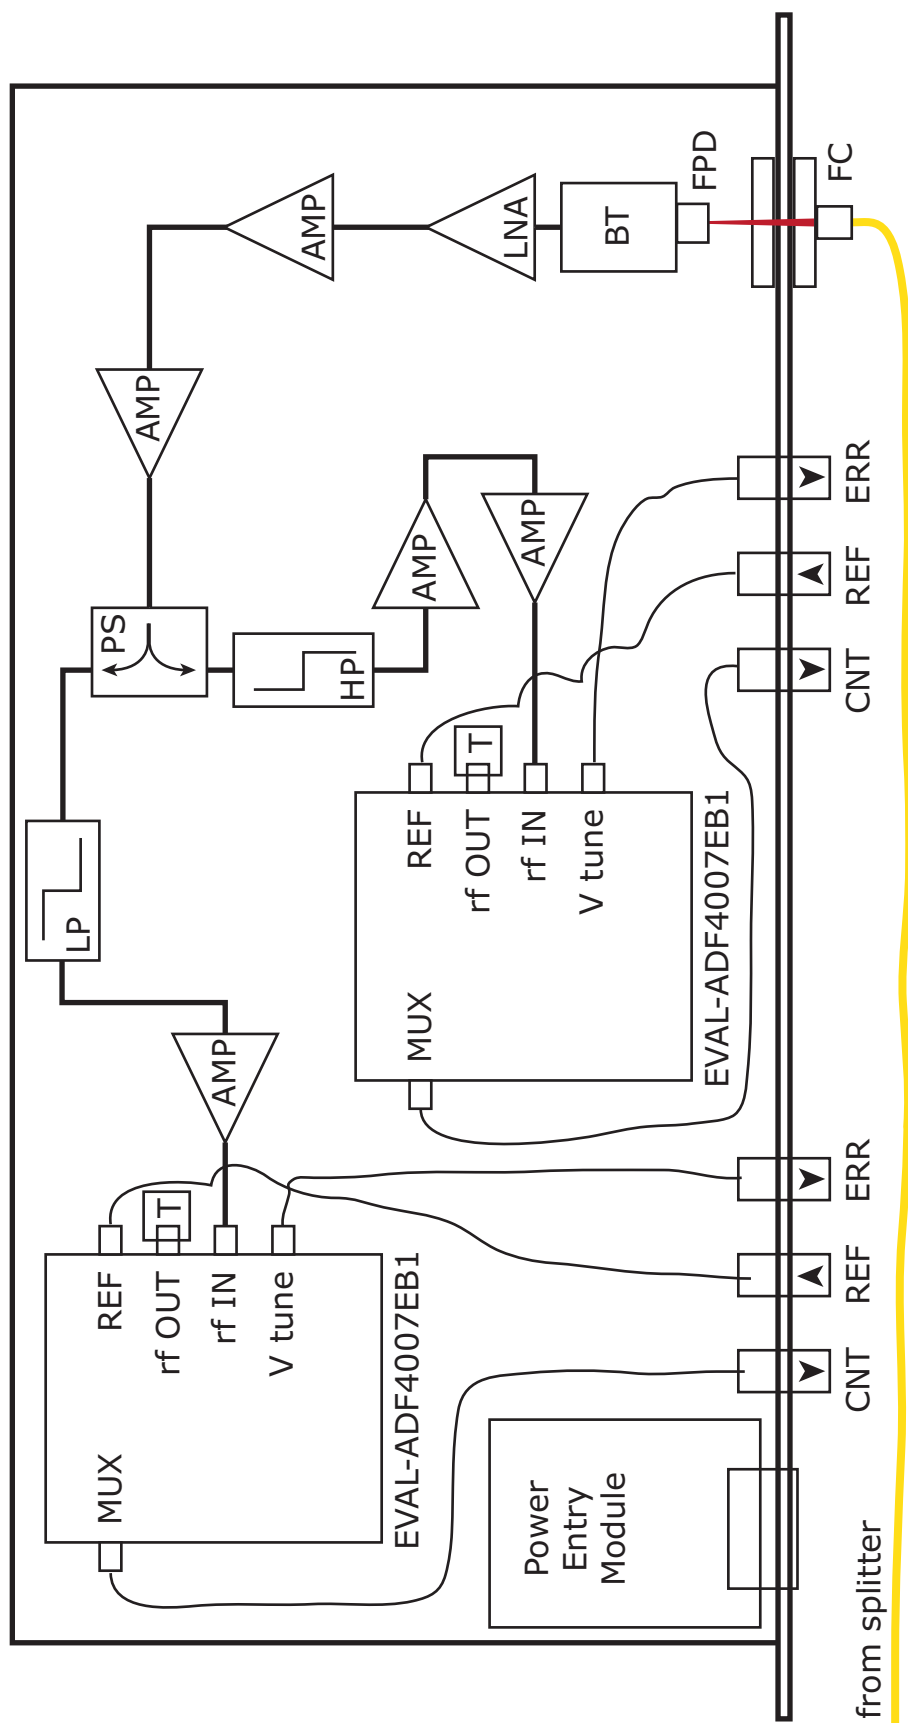 LP
AMP
PS
AMP
AMP
LNA
BT
FPD
FC
HP
AMP
AMP
REF
rf OUT
T
rf IN
V tune
MUX
EVAL-ADF4007EB1
REF
rf OUT
T
rf IN
V tune
MUX
EVAL-ADF4007EB1
Power
Entry
Module
CNT
REF
ERR
CNT
REF
ERR
from splitter